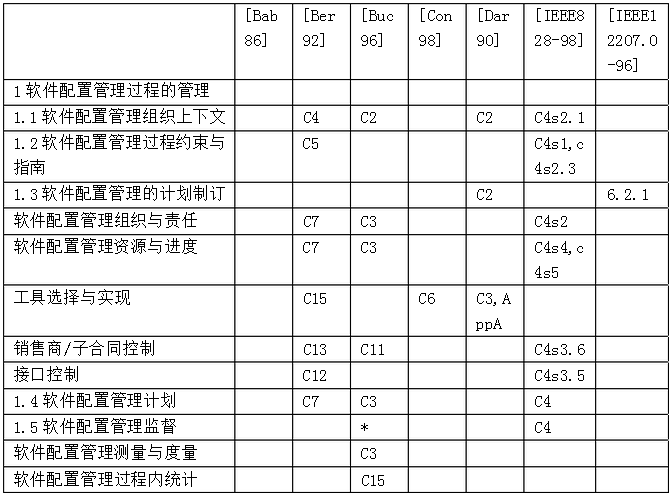 [Bab86] [Ber92] [Buc96] [Con98] [Dar90] [IEEE828-98] [IEEE12207.0-96]
1软件配置管理过程的管理
1.1软件配置管理组织上下文 C4 C2 C2 C4s2.1
1.2软件配置管理过程约束与指南 C5 C4s1,c4s2.3
1.3软件配置管理的计划制订 C2 6.2.1
软件配置管理组织与责任 C7 C3 C4s2
软件配置管理资源与进度 C7 C3 C4s4,c4s5
工具选择与实现 C15 C6 C3,AppA
销售商/子合同控制 C13 C11 C4s3.6
接口控制 C12 C4s3.5
1.4软件配置管理计划 C7 C3 C4
1.5软件配置管理监督 * C4
软件配置管理测量与度量 C3
软件配置管理过程内统计 C15